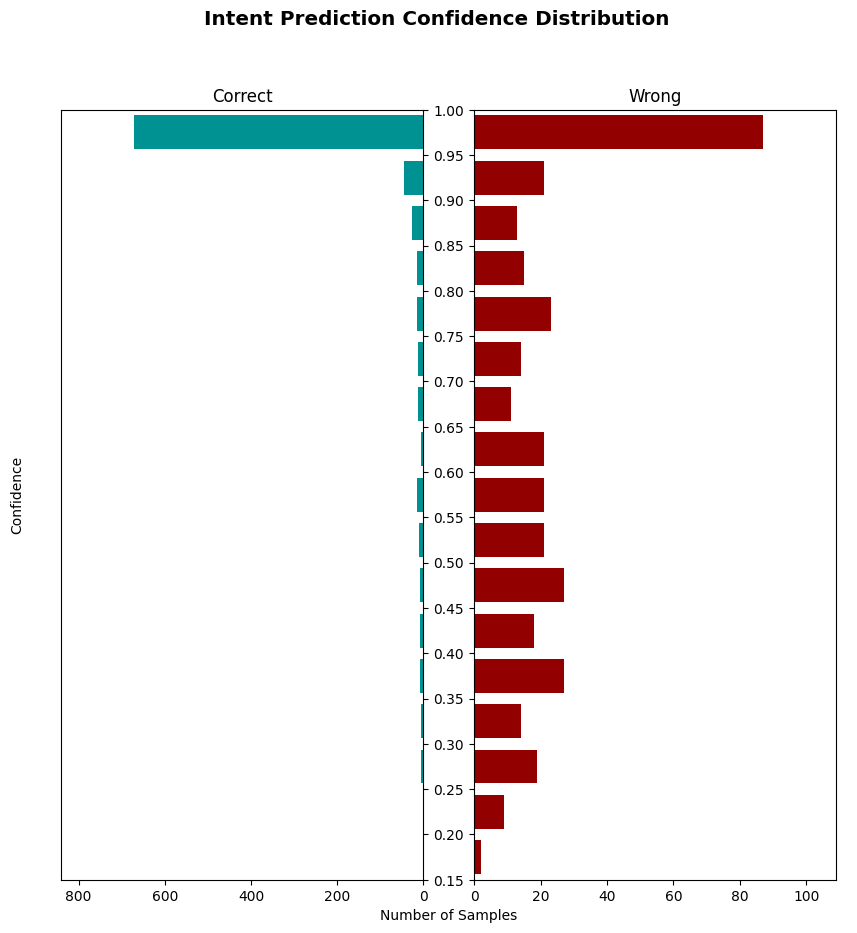 Intent Prediction Confidence Distribution
Correct
Wrong
1.00
0.95
0.90
0.85
0.80
0.75
0.70
0.65
0.60
0.55
0.50
0.45
0.40
0.35
0.30
0.25
0.20
0.15
Confidence
800 600 400 200 0
0 20 40 60 80 100
Number of Samples